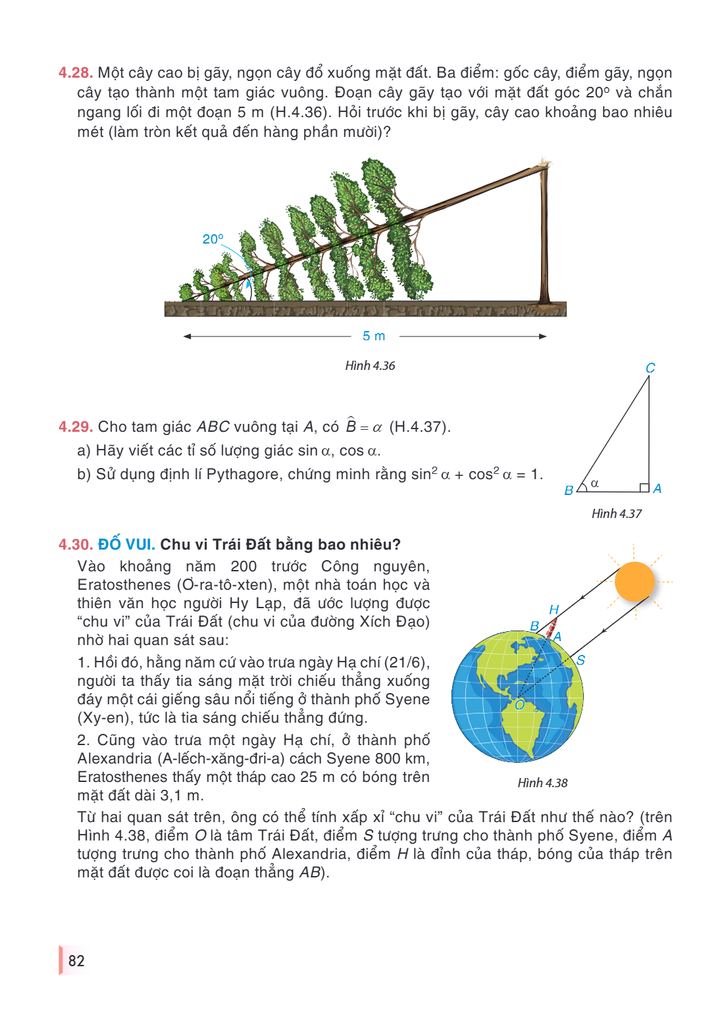 4.28. Một cây cao bị gãy, ngọn cây đổ xuống mặt đất. Ba điểm: gốc cây, điểm gãy, ngọn
cây tạo thành một tam giác vuông. Đoạn cây gãy tạo với mặt đất góc 20º và chắn
ngang lối đi một đoạn 5 m (H.4.36). Hỏi trước khi bị gãy, cây cao khoảng bao nhiêu
mét (làm tròn kết quả đến hàng phần mười)?
20º
5 m
Hình 4.36
4.29. Cho tam giác ABC vuông tại A, có B̂ = α (H.4.37).
a) Hãy viết các tỉ số lượng giác sin α, cos α.
b) Sử dụng định lí Pythagore, chứng minh rằng sin² α + cos² α = 1.
C
B
α
A
Hình 4.37
4.30. ĐỐ VUI. Chu vi Trái Đất bằng bao nhiêu?
Vào khoảng năm 200 trước Công nguyên,
Eratosthenes (Ơ-ra-tô-xten), một nhà toán học và
thiên văn học người Hy Lạp, đã ước lượng được
“chu vi” của Trái Đất (chu vi của đường Xích Đạo)
nhờ hai quan sát sau:
1. Hồi đó, hằng năm cứ vào trưa ngày Hạ chí (21/6),
người ta thấy tia sáng mặt trời chiếu thẳng xuống
đáy một cái giếng sâu nổi tiếng ở thành phố Syene
(Xy-en), tức là tia sáng chiếu thẳng đứng.
2. Cũng vào trưa một ngày Hạ chí, ở thành phố
Alexandria (A-lếch-xăng-đri-a) cách Syene 800 km,
Eratosthenes thấy một tháp cao 25 m có bóng trên
mặt đất dài 3,1 m.
H
B
A
S
O
Hình 4.38
Từ hai quan sát trên, ông có thể tính xấp xỉ “chu vi” của Trái Đất như thế nào? (trên
Hình 4.38, điểm O là tâm Trái Đất, điểm S tượng trưng cho thành phố Syene, điểm A
tượng trưng cho thành phố Alexandria, điểm H là đỉnh của tháp, bóng của tháp trên
mặt đất được coi là đoạn thẳng AB).
82